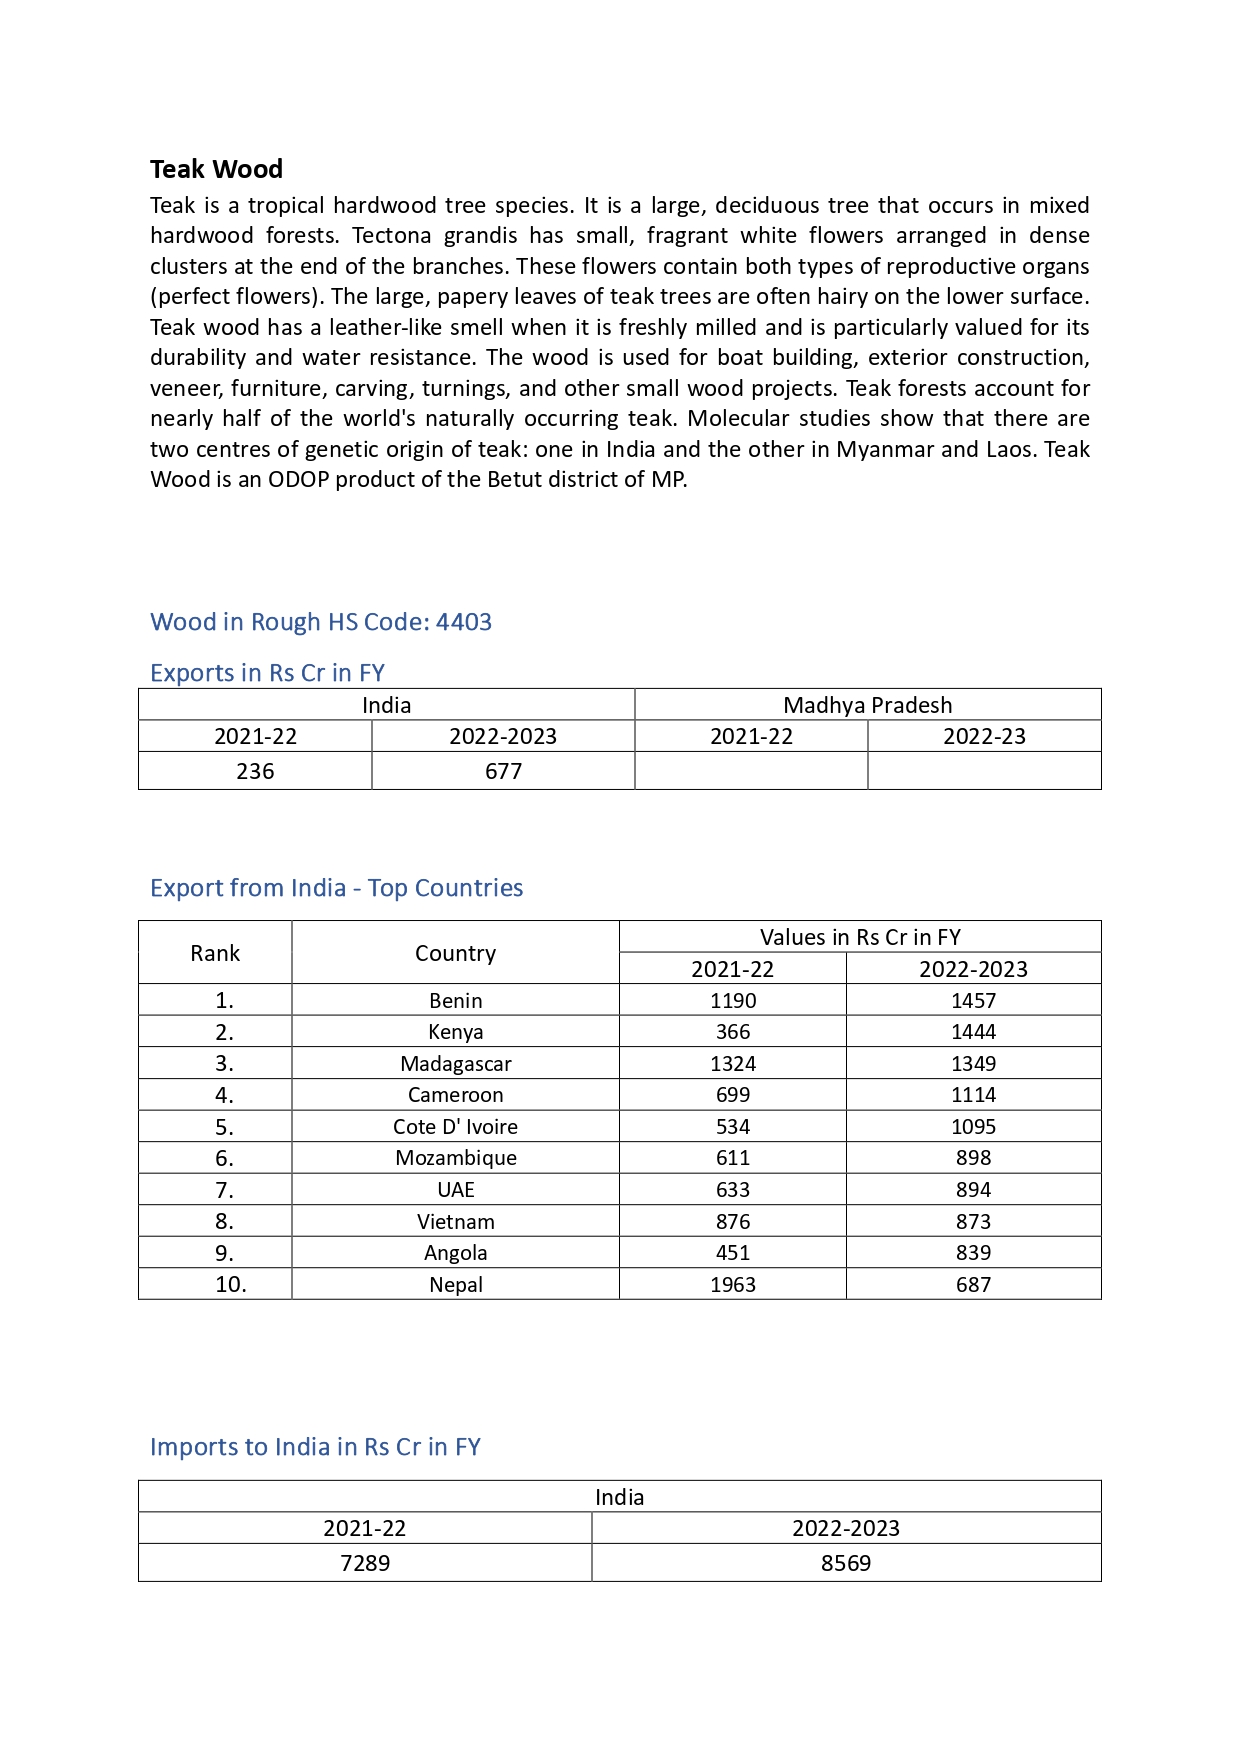 Teak Wood
Teak is a tropical hardwood tree species. It is a large, deciduous tree that occurs in mixed
hardwood forests. Tectona grandis has small, fragrant white flowers arranged in dense
clusters at the end of the branches. These flowers contain both types of reproductive organs
(perfect flowers). The large, papery leaves of teak trees are often hairy on the lower surface.
Teak wood has a leather-like smell when it is freshly milled and is particularly valued for its
durability and water resistance. The wood is used for boat building, exterior construction,
veneer, furniture, carving, turnings, and other small wood projects. Teak forests account for
nearly half of the world's naturally occurring teak. Molecular studies show that there are
two centres of genetic origin of teak: one in India and the other in Myanmar and Laos. Teak
Wood is an ODOP product of the Betut district of MP.
Wood in Rough HS Code: 4403
Exports in Rs Cr in FY
India Madhya Pradesh
2021-22 2022-2023 2021-22 2022-23
236 677
Export from India - Top Countries
Rank Country Values in Rs Cr in FY
2021-22 2022-2023
1. Benin 1190 1457
2. Kenya 366 1444
3. Madagascar 1324 1349
4. Cameroon 699 1114
5. Cote D' Ivoire 534 1095
6. Mozambique 611 898
7. UAE 633 894
8. Vietnam 876 873
9. Angola 451 839
10. Nepal 1963 687
Imports to India in Rs Cr in FY
India
2021-22 2022-2023
7289 8569